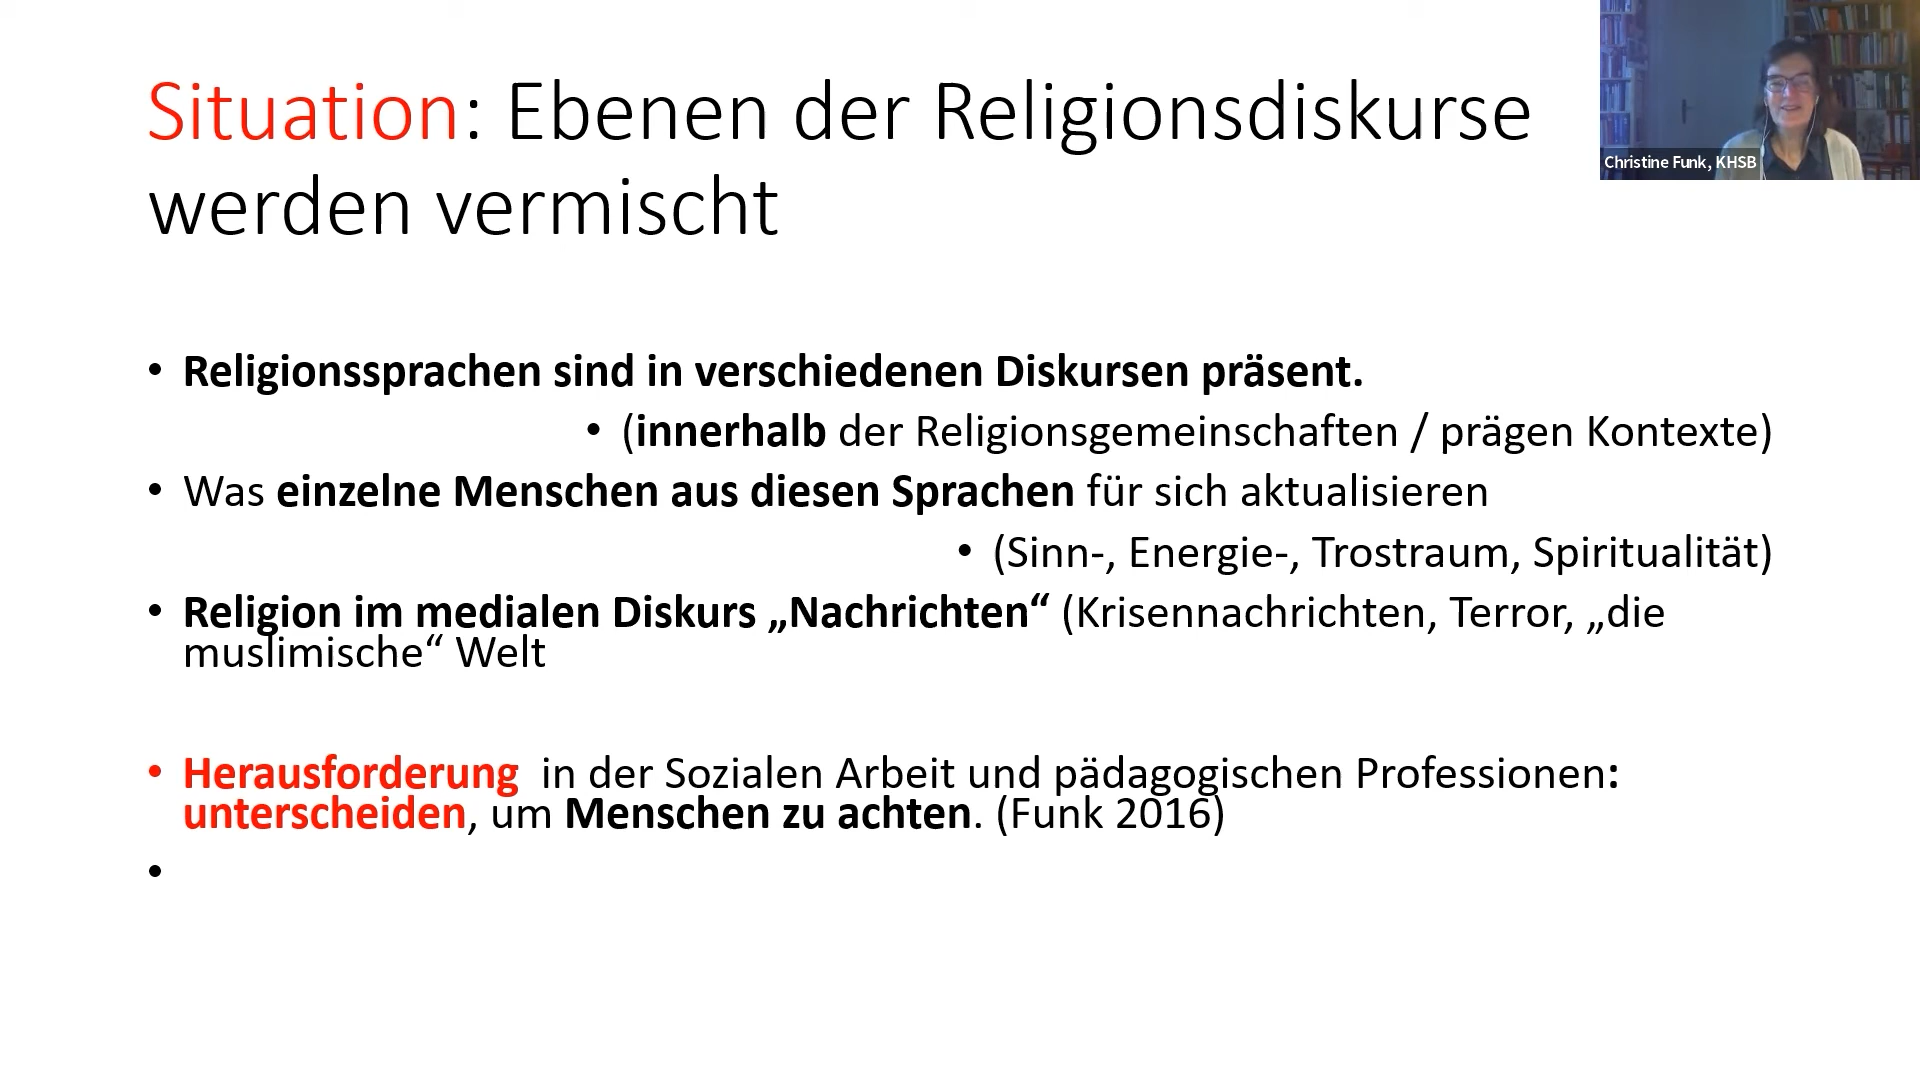 Situation: Ebenen der Religionsdiskurse
werden vermischt
Christine Funk, KHSB
• Religionssprachen sind in verschiedenen Diskursen präsent.
• (innerhalb der Religionsgemeinschaften / prägen Kontexte)
• Was einzelne Menschen aus diesen Sprachen für sich aktualisieren
• (Sinn-, Energie-, Trostraum, Spiritualität)
• Religion im medialen Diskurs „Nachrichten“ (Krisennachrichten, Terror, „die
muslimische“ Welt
• Herausforderung in der Sozialen Arbeit und pädagogischen Professionen:
unterscheiden, um Menschen zu achten. (Funk 2016)
•